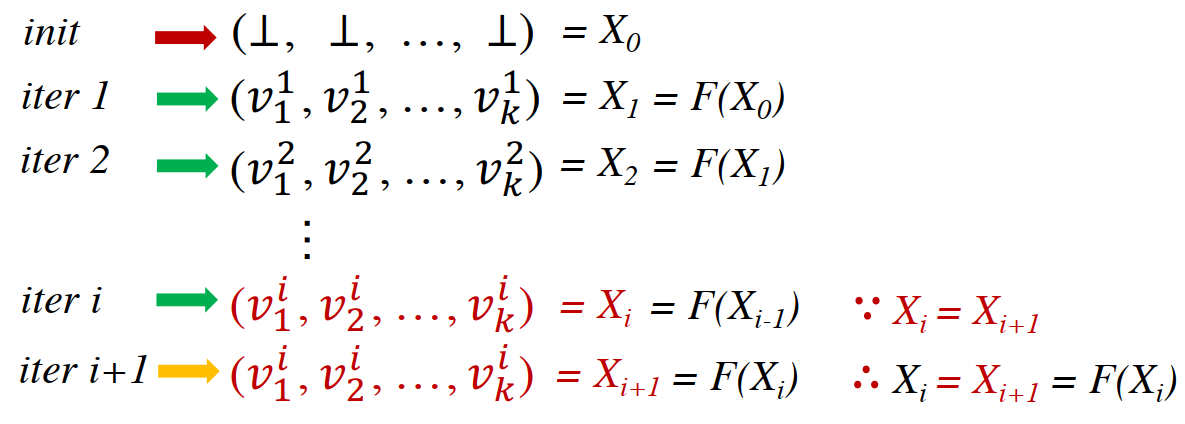 init (⊥, ⊥, …, ⊥) = X₀
iter 1 (v₁¹, v₂¹, …, vₖ¹) = X₁ = F(X₀)
iter 2 (v₁², v₂², …, vₖ²) = X₂ = F(X₁)
⋮
iter i (v₁ⁱ, v₂ⁱ, …, vₖⁱ) = Xᵢ = F(Xᵢ₋₁) ∵ Xᵢ = Xᵢ₊₁
iter i+1 (v₁ⁱ, v₂ⁱ, …, vₖⁱ) = Xᵢ₊₁ = F(Xᵢ) ∴ Xᵢ = Xᵢ₊₁ = F(Xᵢ)